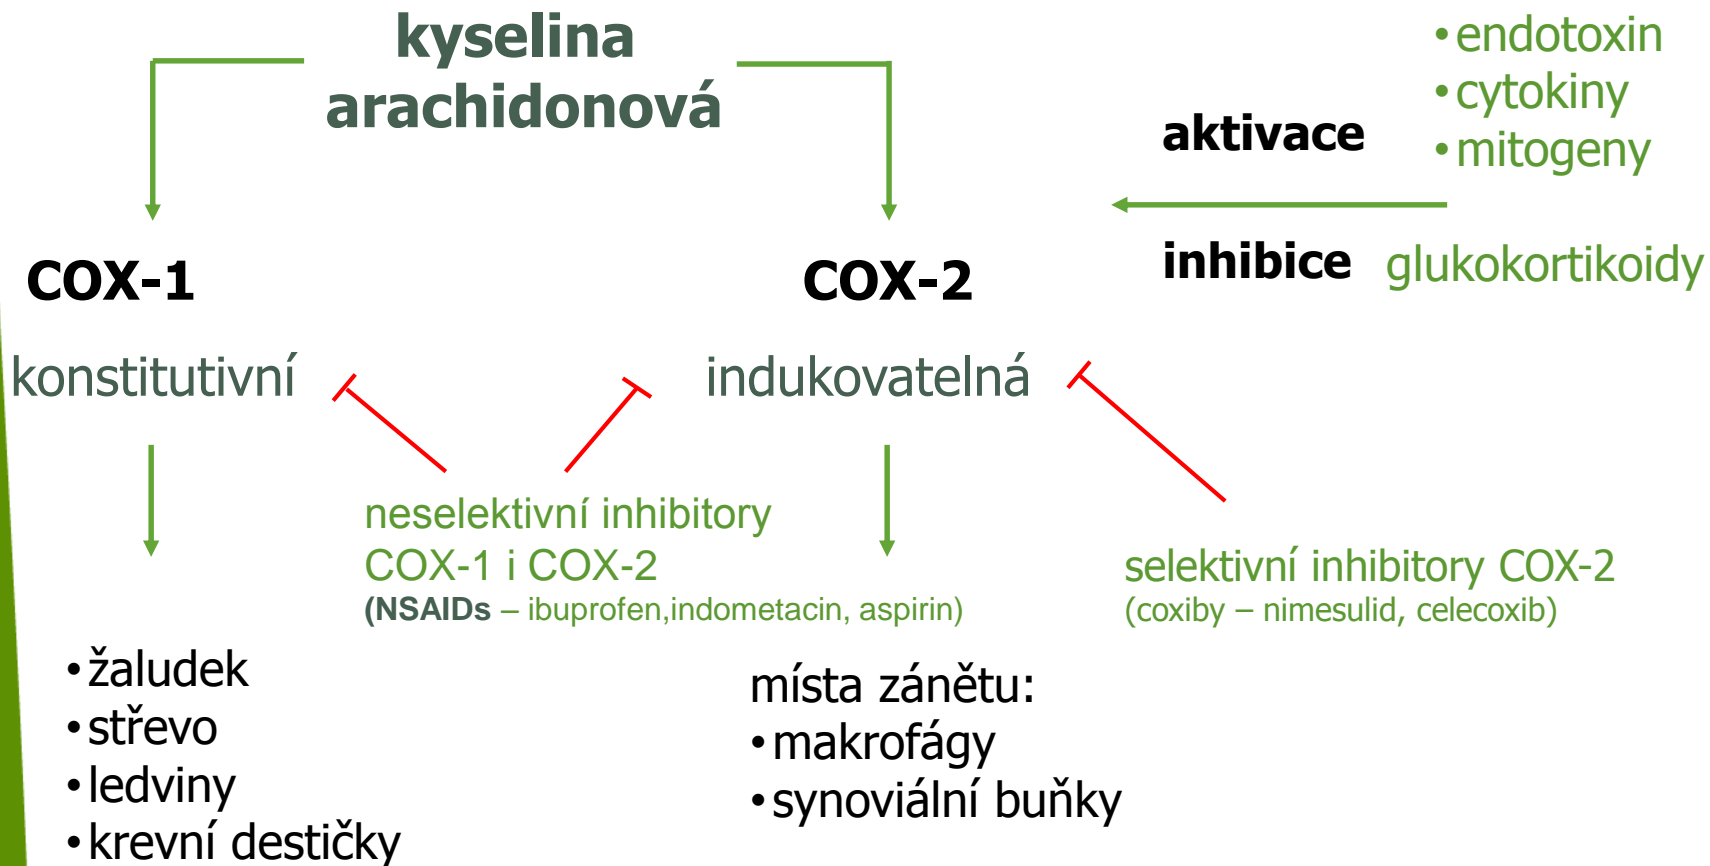 kyselina
arachidonová
• endotoxin
• cytokiny
• mitogeny
aktivace
inhibice glukokortikoidy
COX-1
konstitutivní
COX-2
indukovatelná
neselektivní inhibitory
COX-1 i COX-2
(NSAIDs – ibuprofen,indometacin, aspirin)
selektivní inhibitory COX-2
(coxiby – nimesulid, celecoxib)
• žaludek
• střevo
• ledviny
• krevní destičky
místa zánětu:
• makrofágy
• synoviální buňky